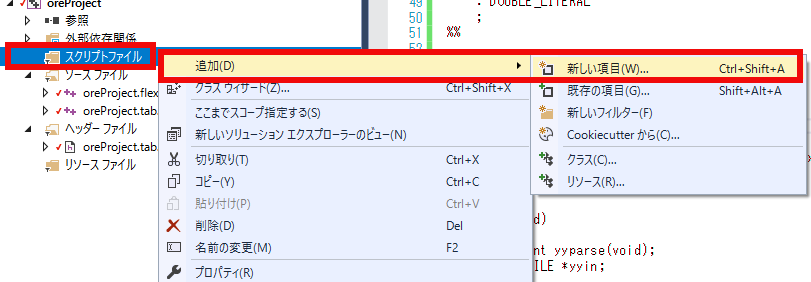 oreProject
参照
外部依存関係
スクリプトファイル
ソース ファイル
oreProject.flex
oreProject.tab
ヘッダー ファイル
oreProject.tab
リソース ファイル
追加(D)
クラス ウィザード(Z)... Ctrl+Shift+X
ここまでスコープ指定する(S)
新しいソリューション エクスプローラーのビュー(N)
切り取り(T) Ctrl+X
コピー(Y) Ctrl+C
貼り付け(P) Ctrl+V
削除(D) Del
名前の変更(M) F2
プロパティ(R)
新しい項目(W)... Ctrl+Shift+A
既存の項目(G)... Shift+Alt+A
新しいフィルター(F)
Cookiecutter から(C)...
クラス(C)...
リソース(R)...
49 : DOUBLE_LITERAL
50 ;
51 %%
52
d)
nt yyparse(void);
ILE *yyin;